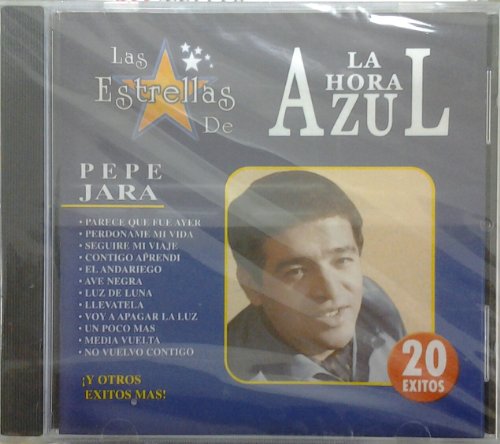 Las
Estrellas
De
LA
HORA
AZUL
PEPE
JARA
• PARECE QUE FUE AYER
• PERDONAME MI VIDA
• SEGUIRE MI VIAJE
• CONTIGO APRENDI
• EL ANDARIEGO
• AVE NEGRA
• LUZ DE LUNA
• LLEVATELA
• VOY A APAGAR LA LUZ
• UN POCO MAS
• MEDIA VUELTA
• NO VUELVO CONTIGO
¡Y OTROS
EXITOS MAS!
20
EXITOS